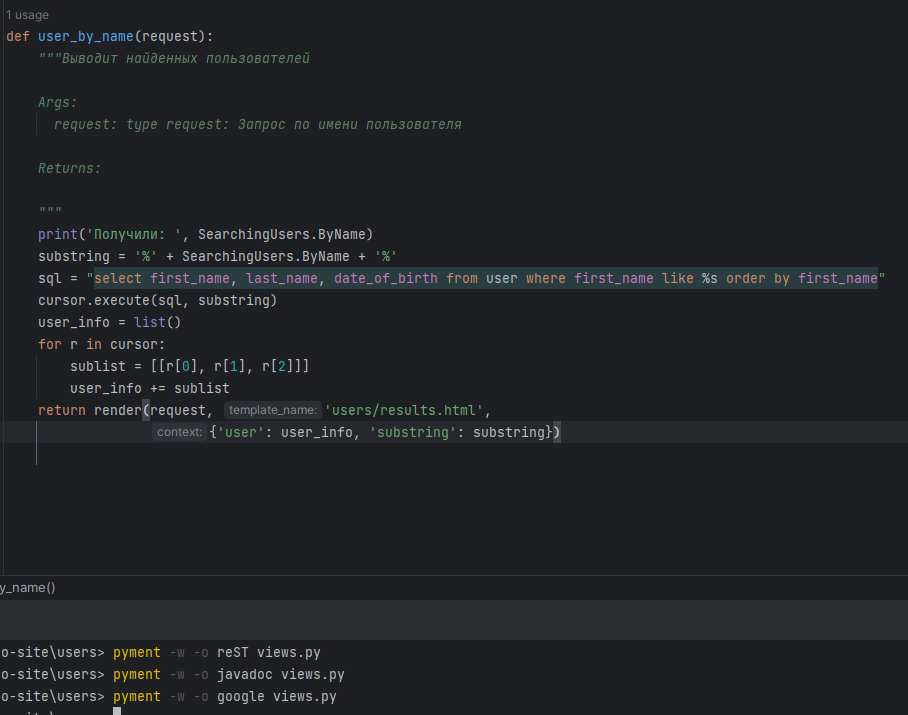 1 usage
def user_by_name(request):
"""Выводит найденных пользователей
Args:
request: type request: Запрос по имени пользователя
Returns:
"""
print('Получили: ', SearchingUsers.ByName)
substring = '%' + SearchingUsers.ByName + '%'
sql = "select first_name, last_name, date_of_birth from user where first_name like %s order by first_name"
cursor.execute(sql, substring)
user_info = list()
for r in cursor:
sublist = [[r[0], r[1], r[2]]]
user_info += sublist
return render(request, template_name: 'users/results.html',
context: {'user': user_info, 'substring': substring})
y_name()
o-site\users> pyment -w -o reST views.py
o-site\users> pyment -w -o javadoc views.py
o-site\users> pyment -w -o google views.py